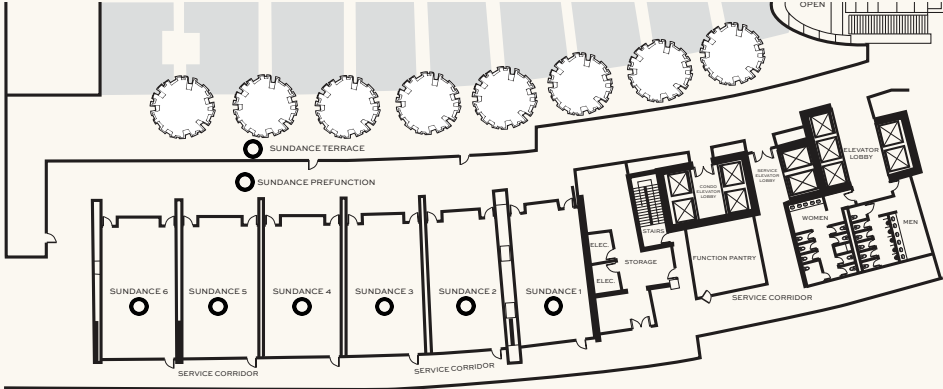 OPEN
SUNDANCE TERRACE
SUNDANCE PREFUNCTION
ELEVATOR
LOBBY
SERVICE
ELEVATOR
LOBBY
CONDO
ELEVATOR
LOBBY
WOMEN
MEN
STAIRS
ELEC.
STORAGE
FUNCTION PANTRY
ELEC.
SUNDANCE 6
SUNDANCE 5
SUNDANCE 4
SUNDANCE 3
SUNDANCE 2
SUNDANCE 1
SERVICE CORRIDOR
SERVICE CORRIDOR
SERVICE CORRIDOR